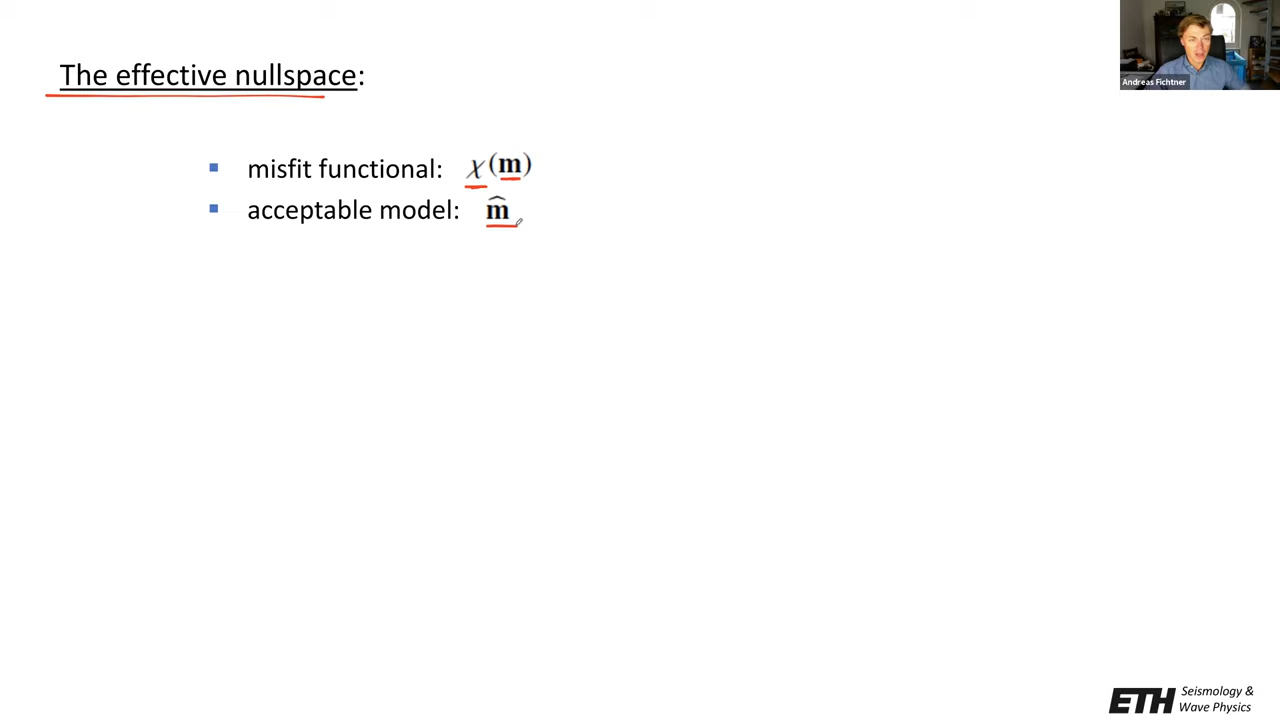 The effective nullspace:
Andreas Fichtner
▪ misfit functional: χ(m)
▪ acceptable model: m̂
ETH Seismology &
Wave Physics